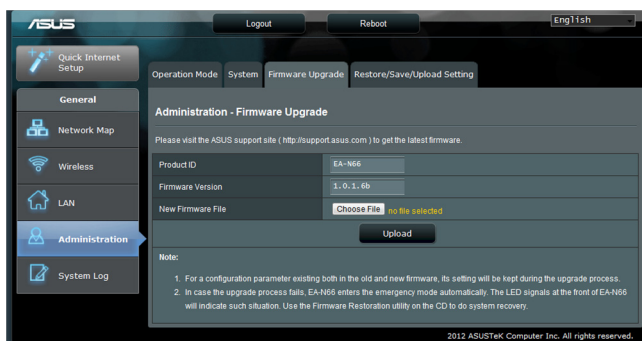 ASUS
Logout
Reboot
English
Quick Internet
Setup
General
Network Map
Wireless
LAN
Administration
System Log
Operation Mode
System
Firmware Upgrade
Restore/Save/Upload Setting
Administration - Firmware Upgrade
Please visit the ASUS support site ( http://support.asus.com ) to get the latest firmware.
Product ID
EA-N66
Firmware Version
1.0.1.6b
New Firmware File
Choose File no file selected
Upload
Note:
1. For a configuration parameter existing both in the old and new firmware, its setting will be kept during the upgrade process.
2. In case the upgrade process fails, EA-N66 enters the emergency mode automatically. The LED signals at the front of EA-N66
will indicate such situation. Use the Firmware Restoration utility on the CD to do system recovery.
2012 ASUSTeK Computer Inc. All rights reserved.